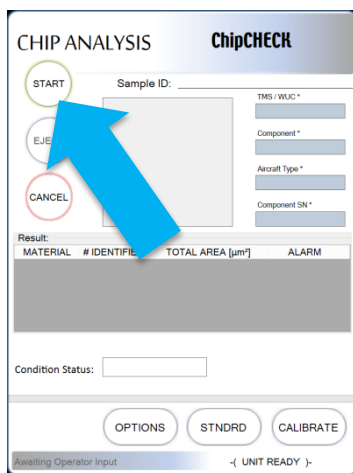 CHIP ANALYSIS ChipCHECK
START
Sample ID:
TMS / WUC *
Component *
Aircraft Type *
CANCEL
Component SN *
Result:
MATERIAL TOTAL AREA [µm²] ALARM
Condition Status:
OPTIONS STNDRD CALIBRATE
Awaiting Operator Input -( UNIT READY )-